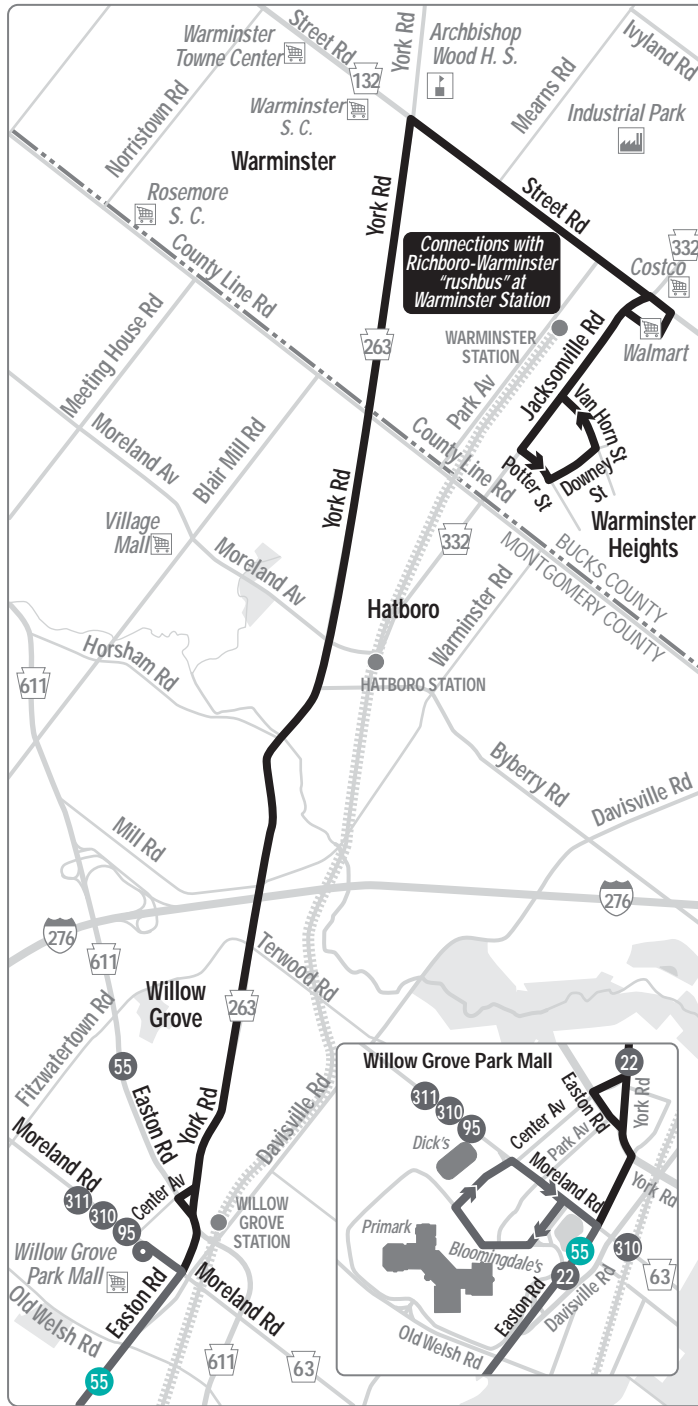 Warminster
Towne Center
Street Rd
132
York Rd
Archbishop
Wood H. S.
Mearns Rd
Ivyland Rd
Norristown Rd
Warminster
S. C.
Industrial Park
Warminster
Rosemore
S. C.
York Rd
Street Rd
County Line Rd
Connections with
Richboro-Warminster
“rushbus” at
Warminster Station
332
Costco
Meeting House Rd
263
WARMINSTER
STATION
Walmart
Jacksonville Rd
Park Av
Van Horn St
Moreland Av
Blair Mill Rd
County Line Rd
Potter St
Downey
St
York Rd
Village
Mall
332
Warminster
Heights
Moreland Av
BUCKS COUNTY
MONTGOMERY COUNTY
Hatboro
Warminster Rd
Horsham Rd
611
HATBORO STATION
Byberry Rd
Davisville Rd
Mill Rd
276
276
611
Terwood Rd
Willow
Grove
263
Fitzwatertown Rd
55
Easton Rd
York Rd
Davisville Rd
Moreland Rd
Center Av
311
310
95
WILLOW
GROVE
STATION
Willow Grove
Park Mall
Easton Rd
Moreland Rd
Old Welsh Rd
611
63
55
Willow Grove Park Mall
22
311
310
95
Center Av
Easton Rd
York Rd
Park Av
Dick's
Moreland Rd
York Rd
Primark
Bloomingdale's
55
310
22
63
Easton Rd
Davisville Rd
Old Welsh Rd